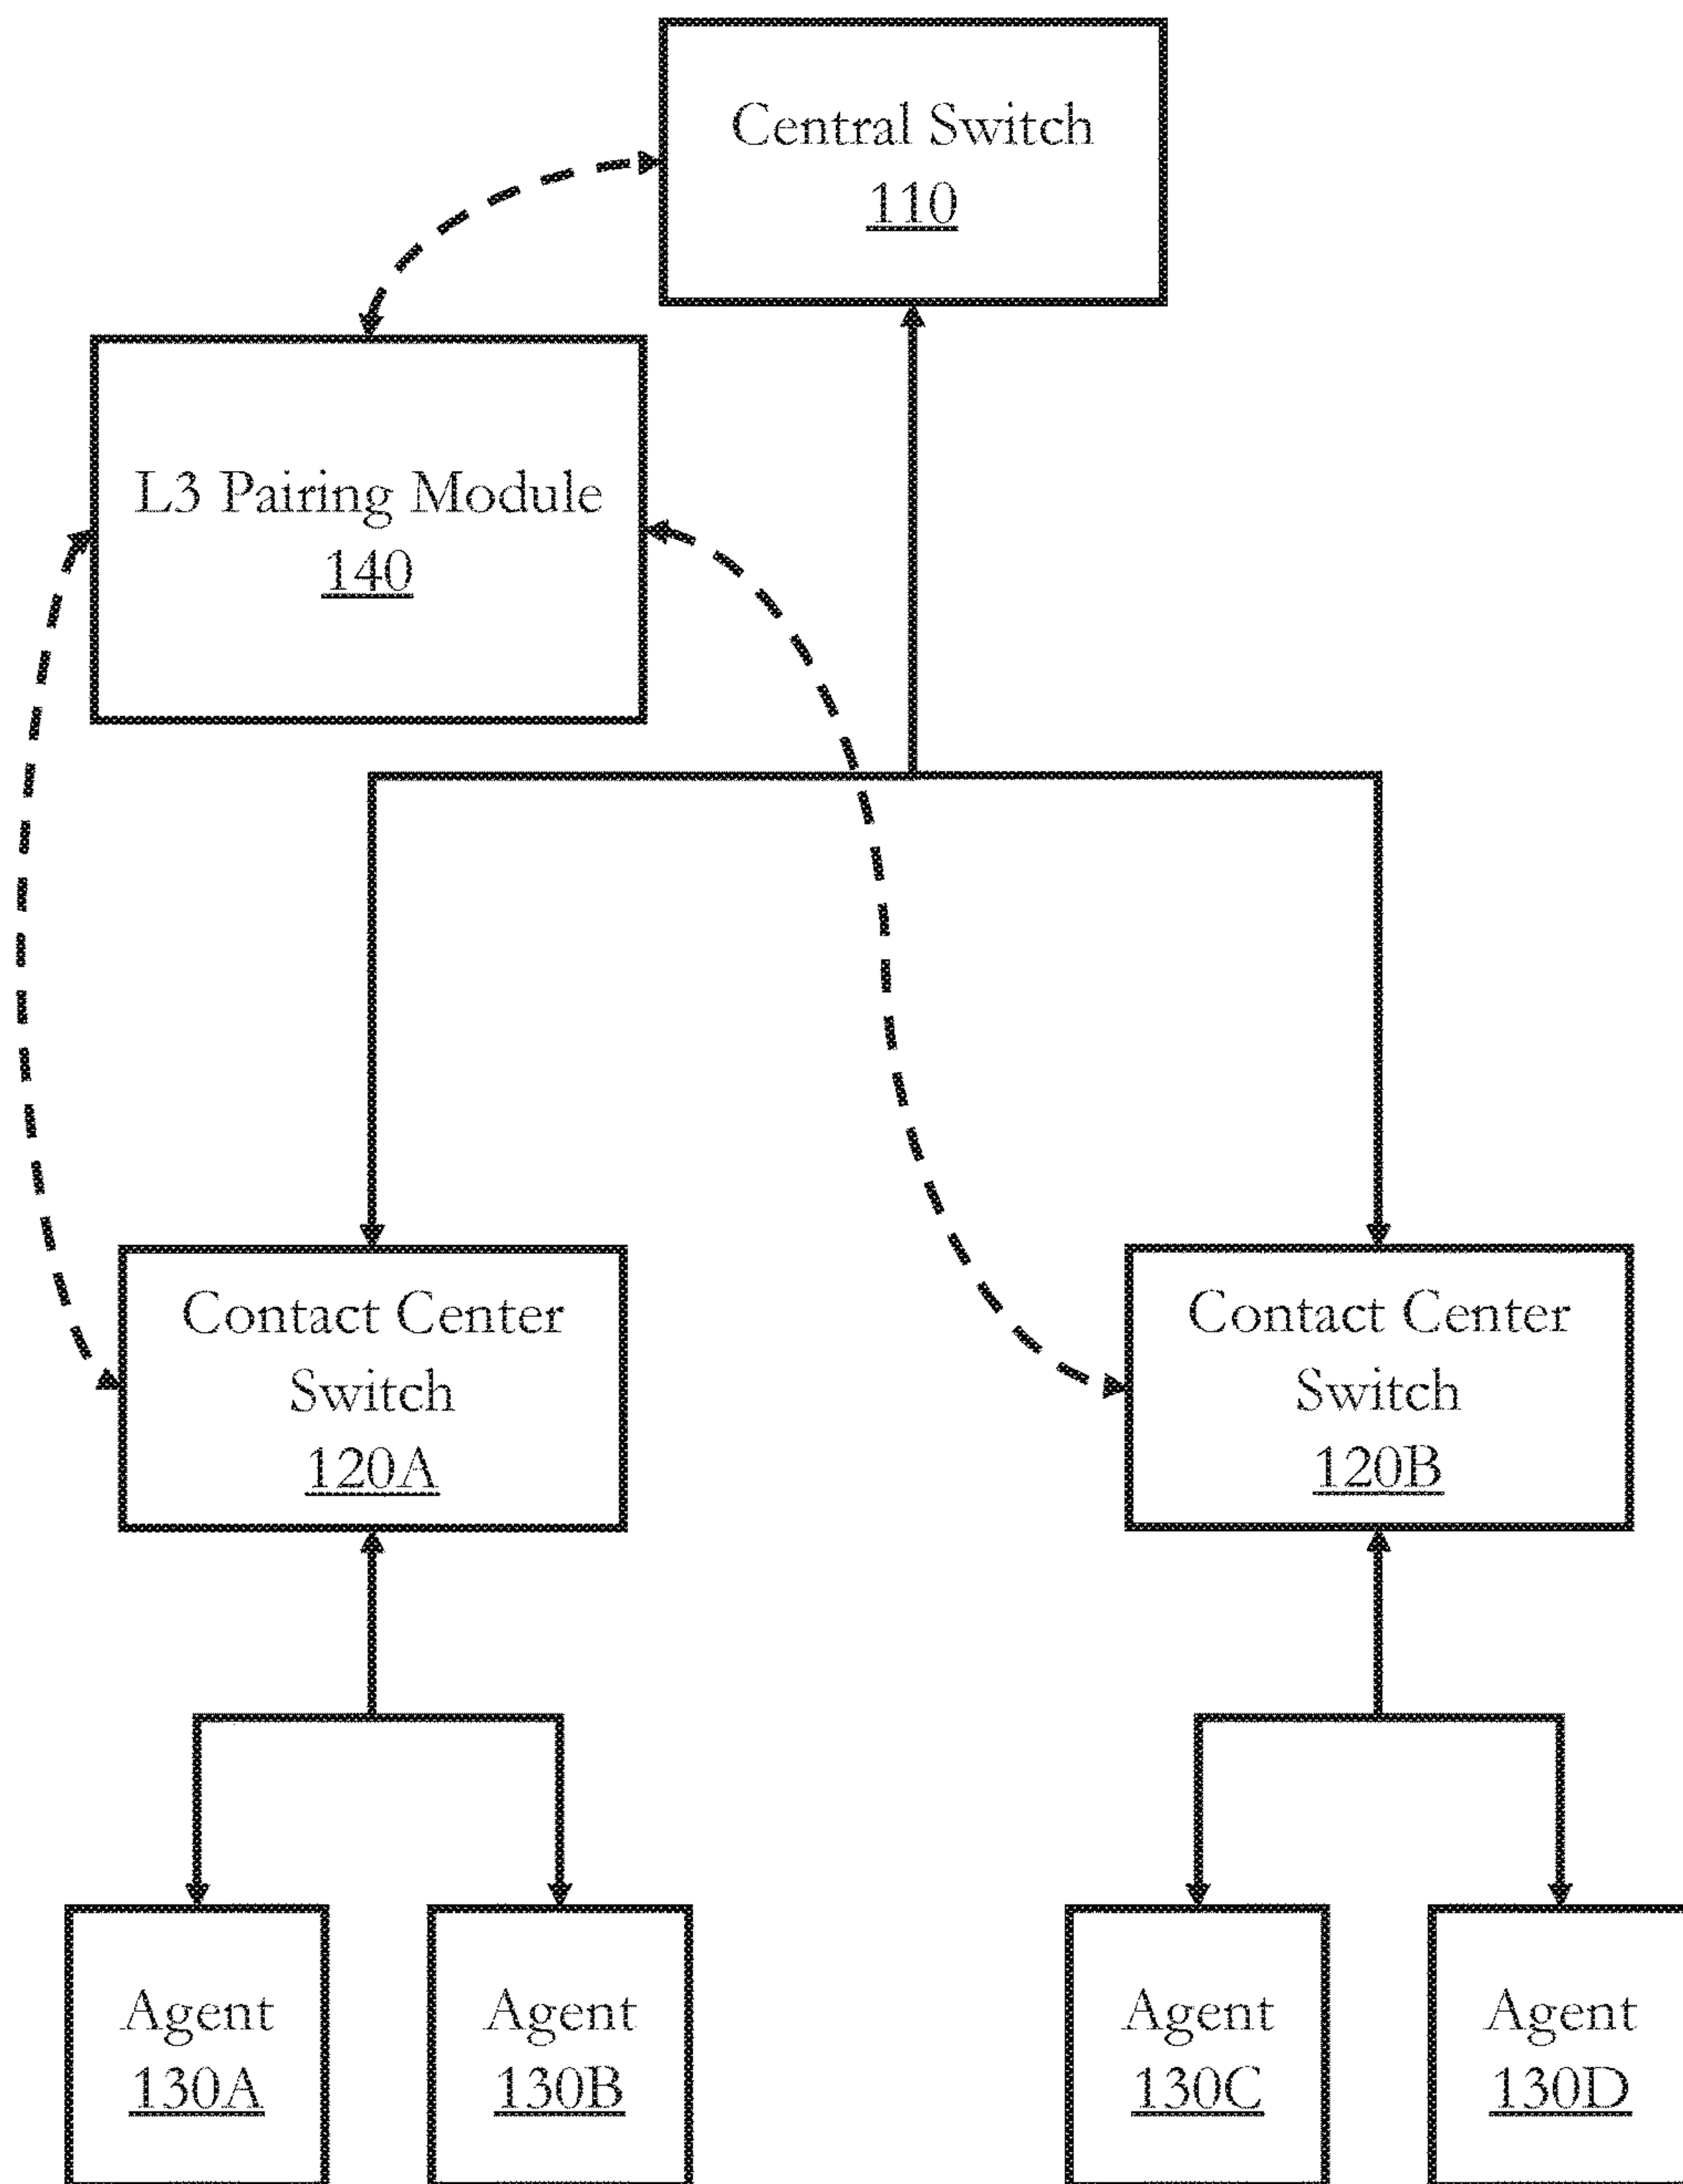 Central Switch
110
L3 Pairing Module
140
Contact Center
Switch
120A
Contact Center
Switch
120B
Agent
130A
Agent
130B
Agent
130C
Agent
130D